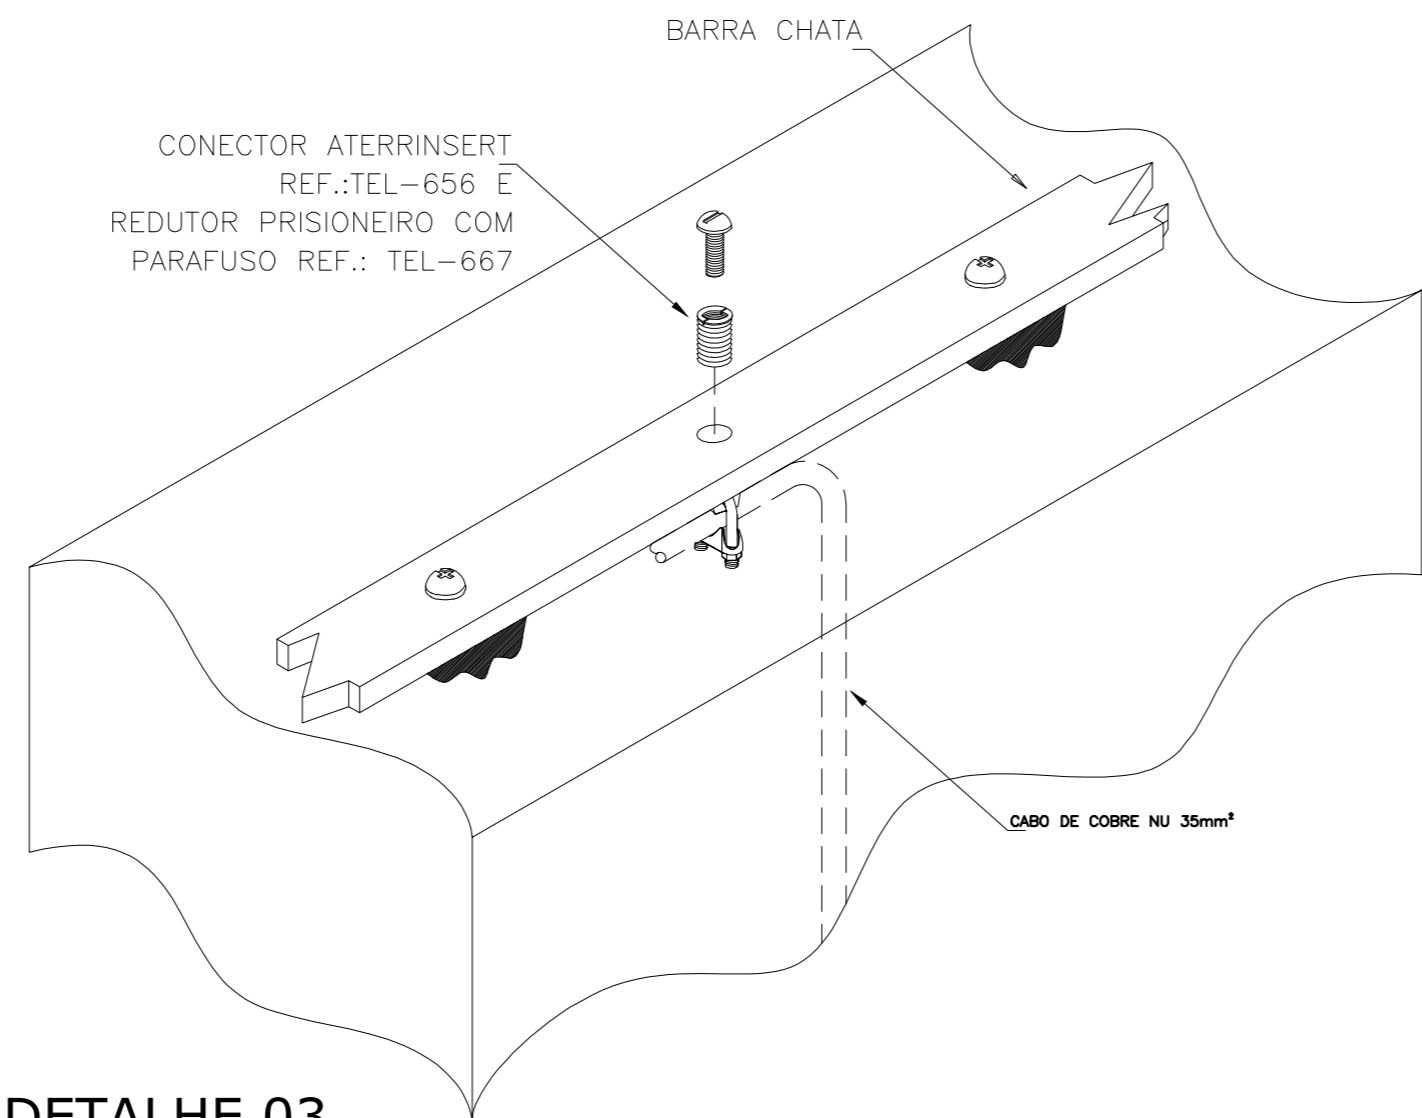 BARRA CHATA
CONECTOR ATERRINSERT
REF.:TEL-656 E
REDUTOR PRISIONEIRO COM
PARAFUSO REF.: TEL-667
CABO DE COBRE NU 35mm²
DETALHE 03